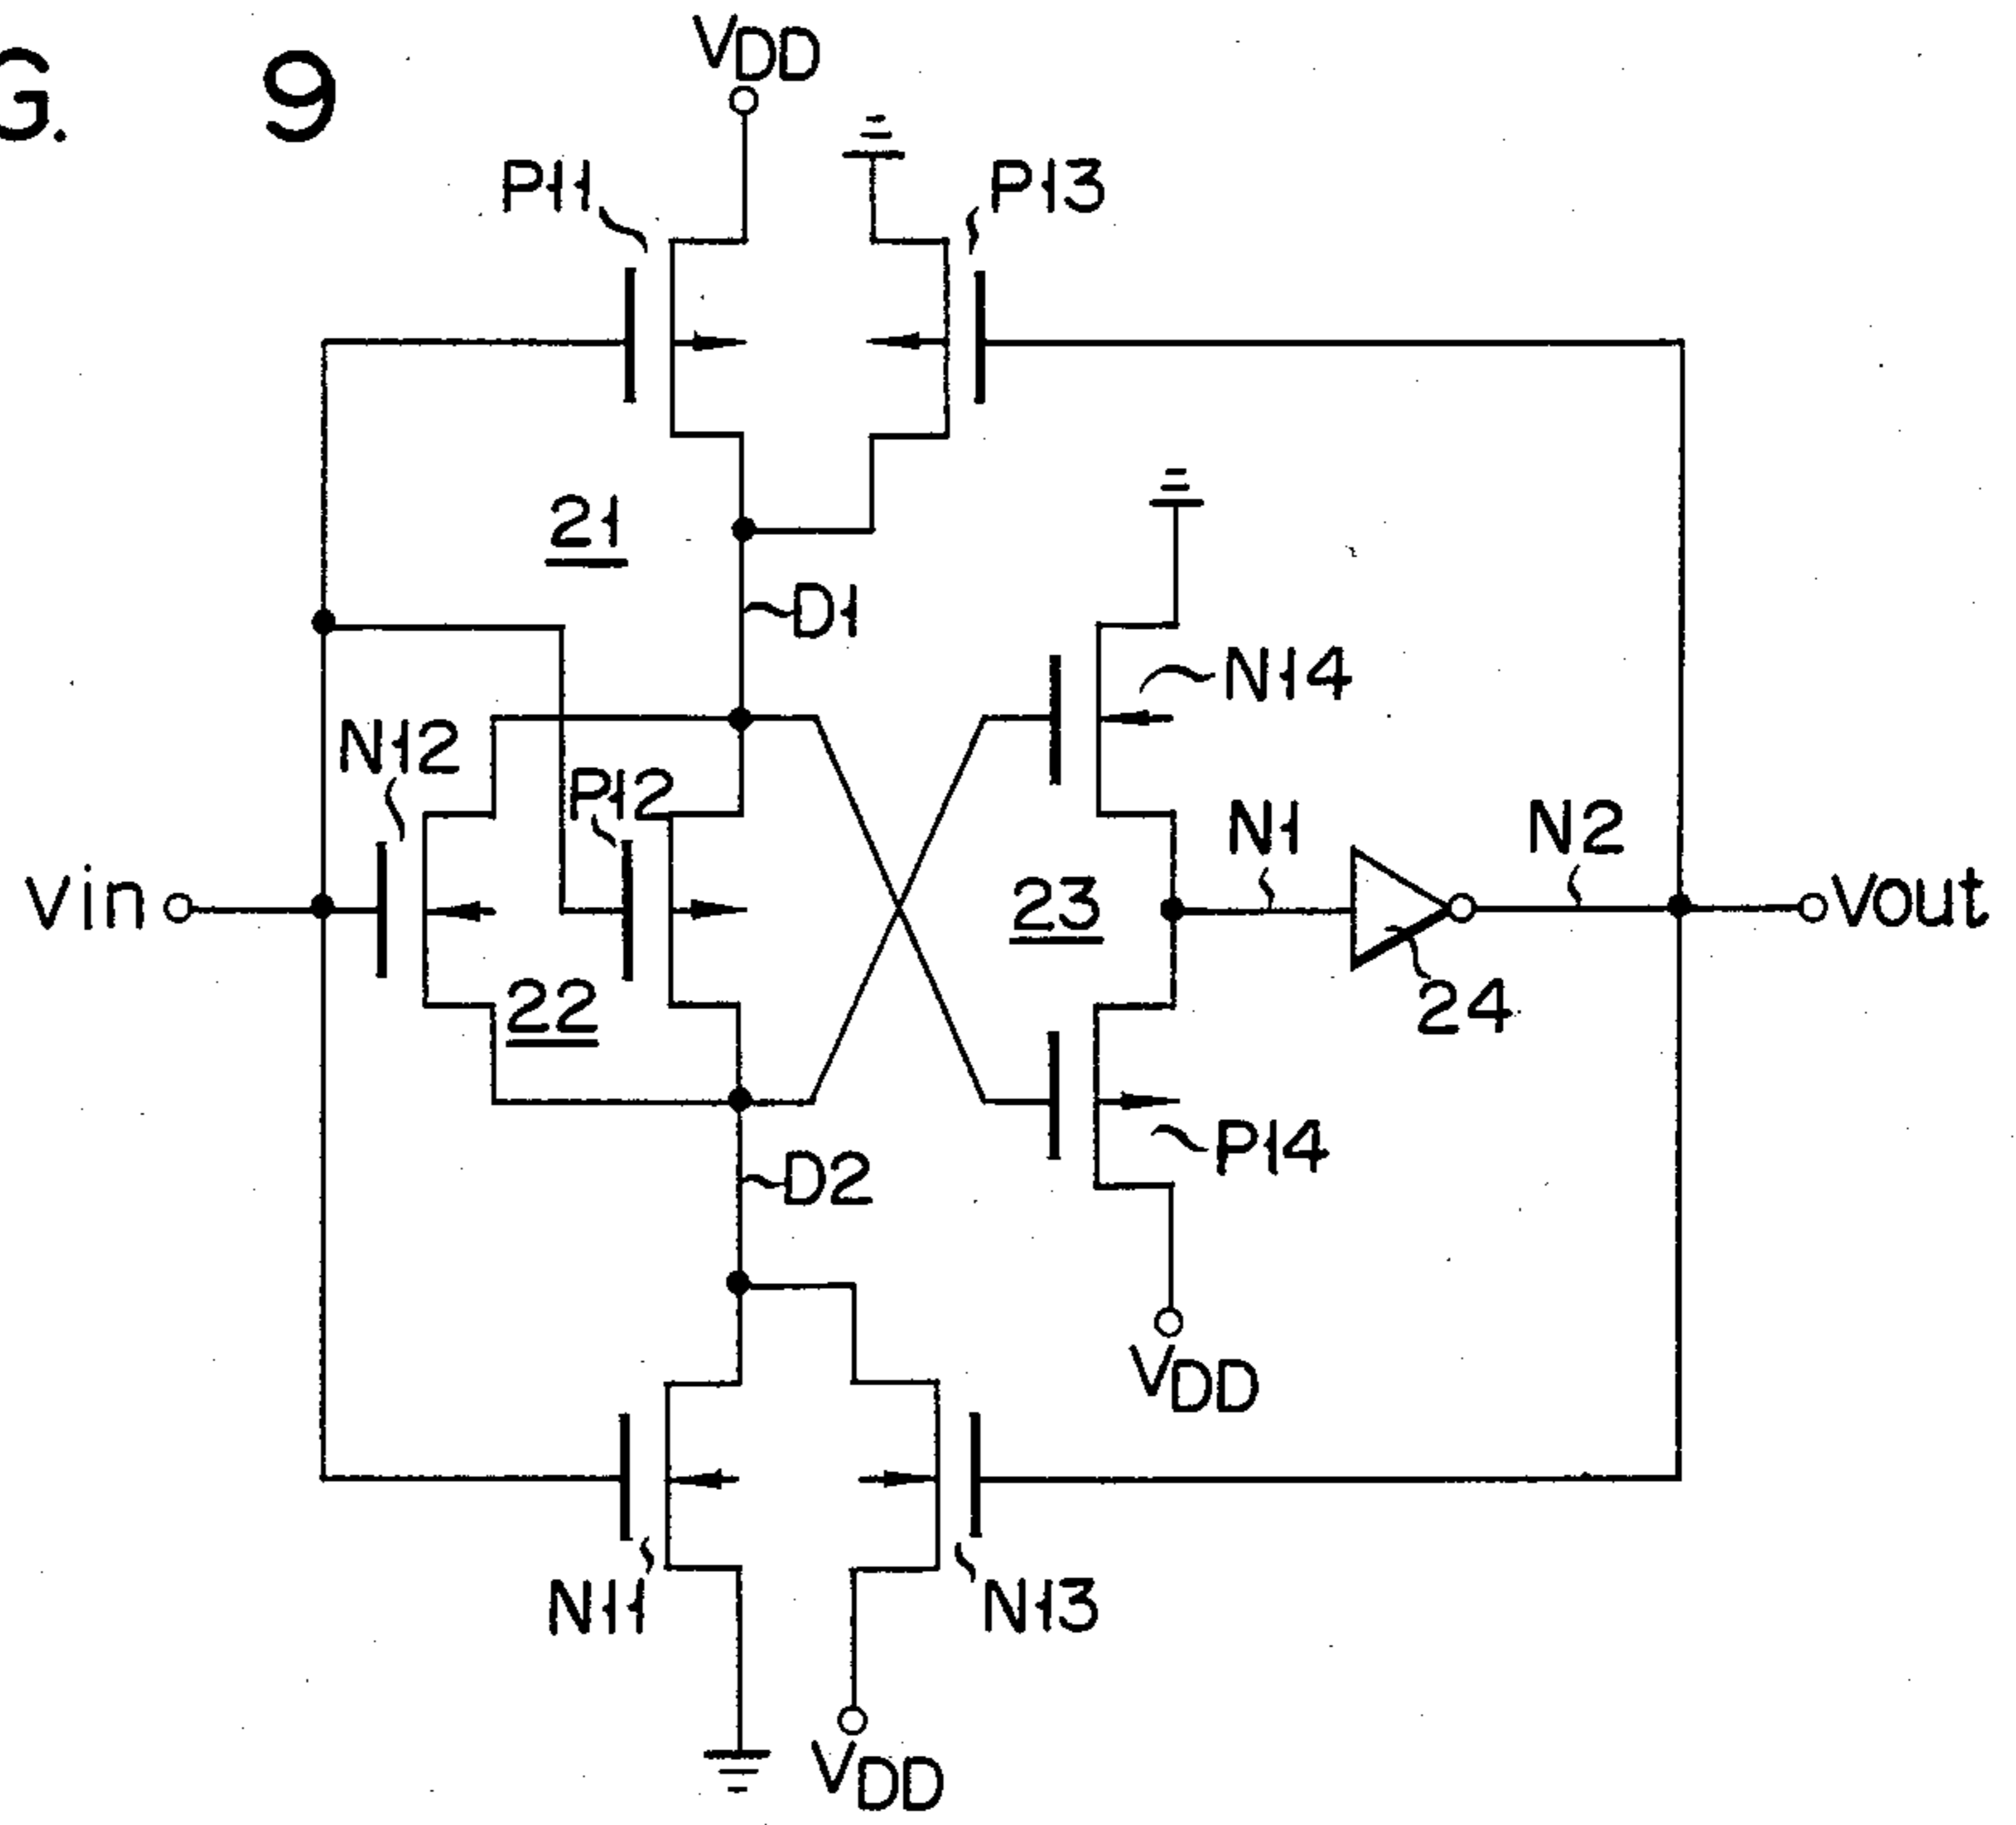 G. 9
VDD
P11
P13
21
D1
N14
N12
P12
N1
N2
Vin
23
Vout
22
24
P14
D2
VDD
N11
N13
VDD